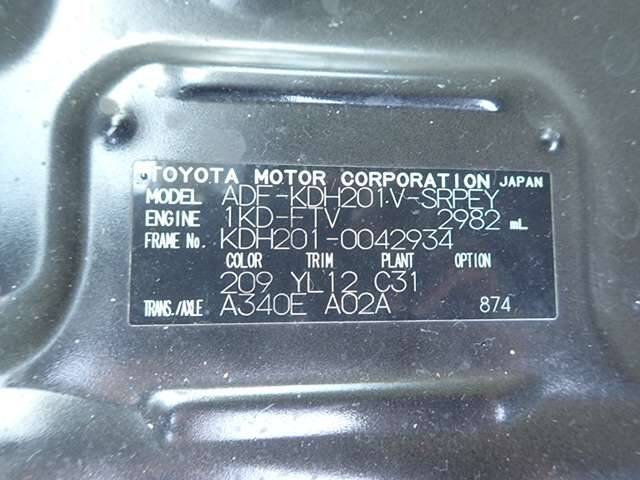 TOYOTA MOTOR CORPORATION JAPAN
MODEL ADF-KDH201V-SRPEY
ENGINE 1KD-FTV 2982 mL
FRAME No. KDH201-0042934
COLOR TRIM PLANT OPTION
209 YL12 C31
TRANS./AXLE A340E A02A 874